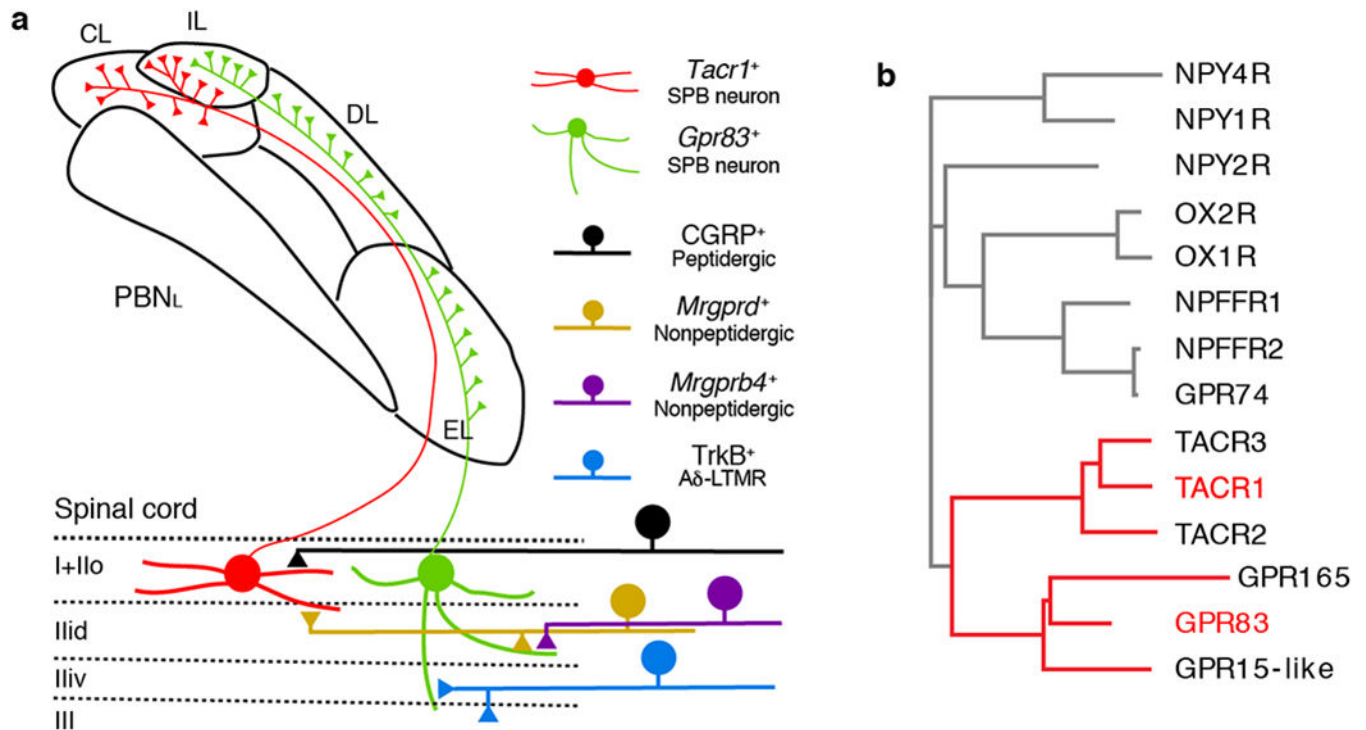 a
CL
IL
DL
EL
PBNL
Tacr1+
SPB neuron
Gpr83+
SPB neuron
CGRP+
Peptidergic
Mrgprd+
Nonpeptidergic
Mrgprb4+
Nonpeptidergic
TrkB+
Aδ-LTMR
Spinal cord
I+IIo
IIid
IIiv
III
b
NPY4R
NPY1R
NPY2R
OX2R
OX1R
NPFFR1
NPFFR2
GPR74
TACR3
TACR1
TACR2
GPR165
GPR83
GPR15-like